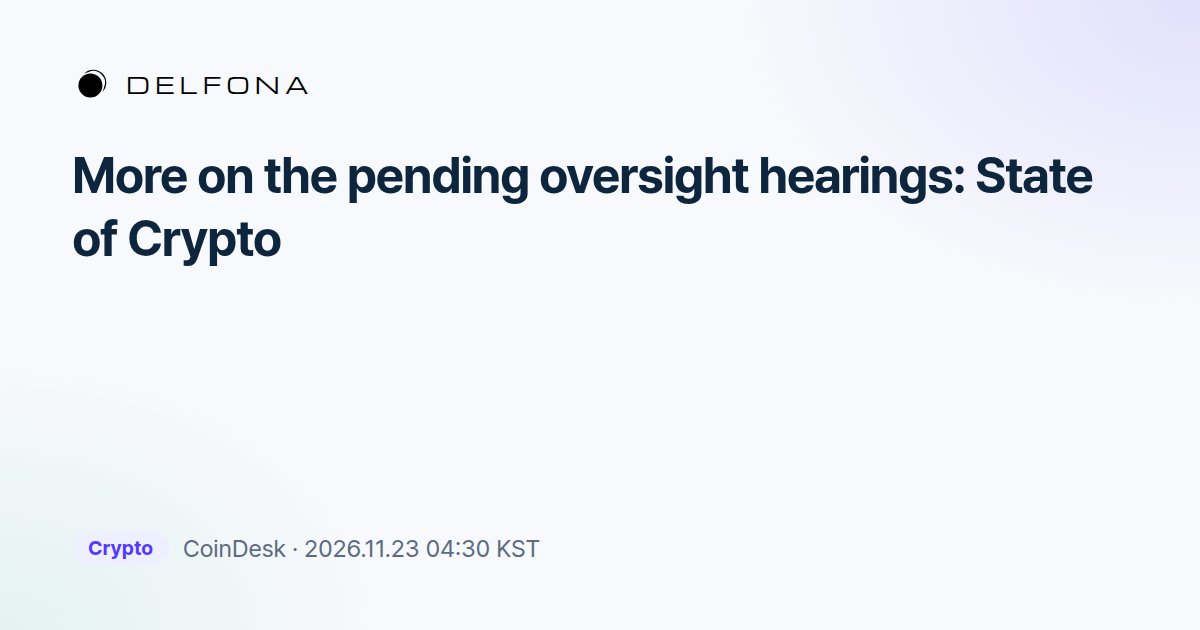 DELFONA
More on the pending oversight hearings: State
of Crypto
Crypto CoinDesk · 2026.11.23 04:30 KST